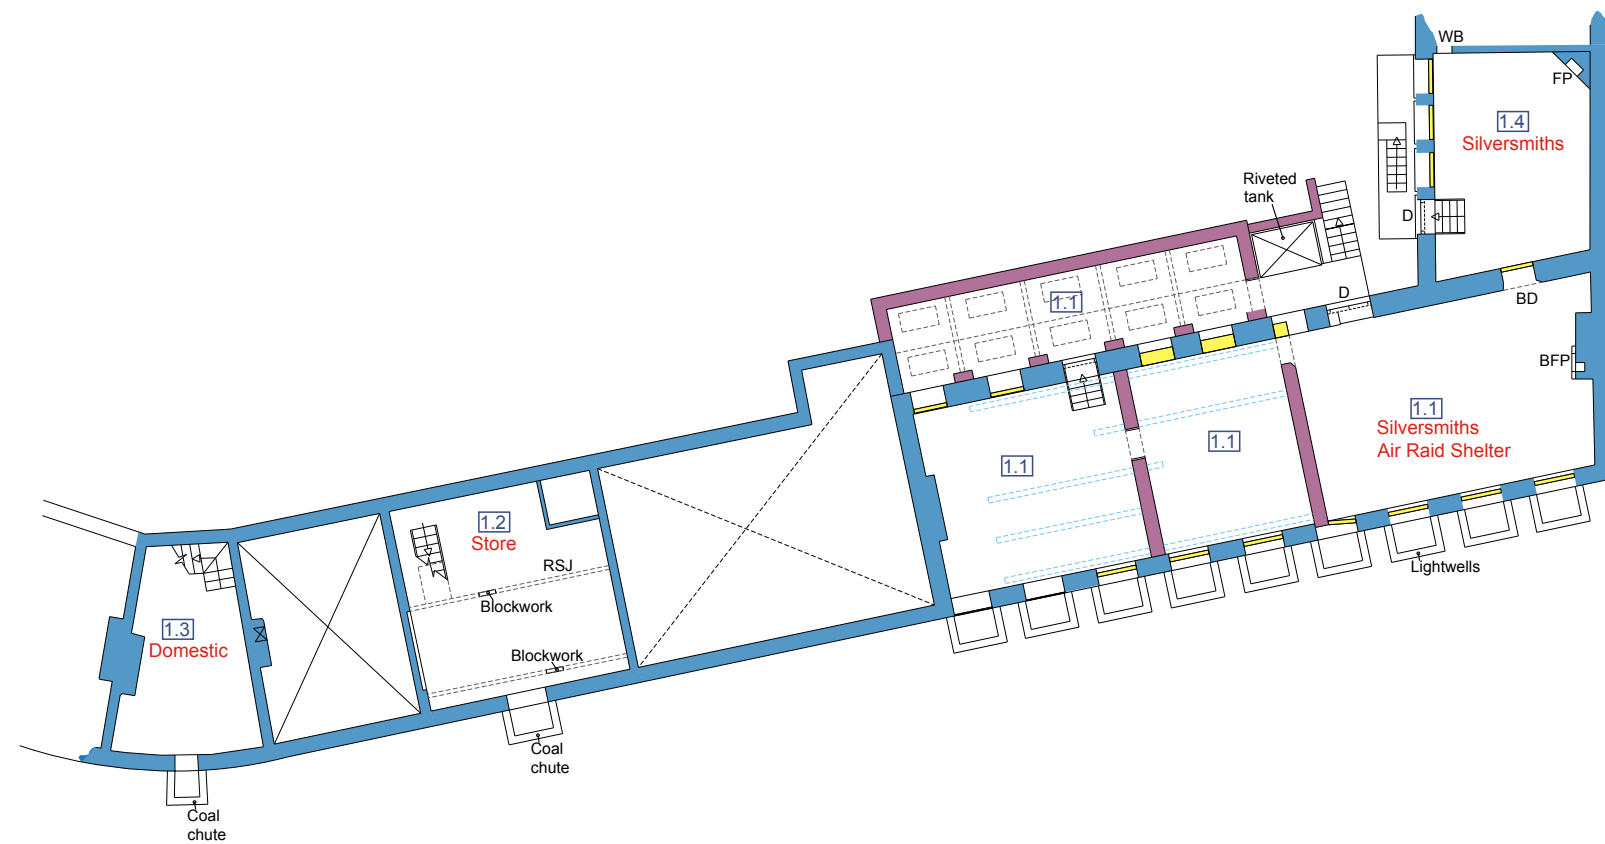 WB
FP
1.4
Silversmiths
Riveted
tank
D
D
1.1
BD
BFP
1.1
Silversmiths
Air Raid Shelter
1.1
1.1
Lightwells
1.2
Store
RSJ
Blockwork
Blockwork
1.3
Domestic
Coal
chute
Coal
chute